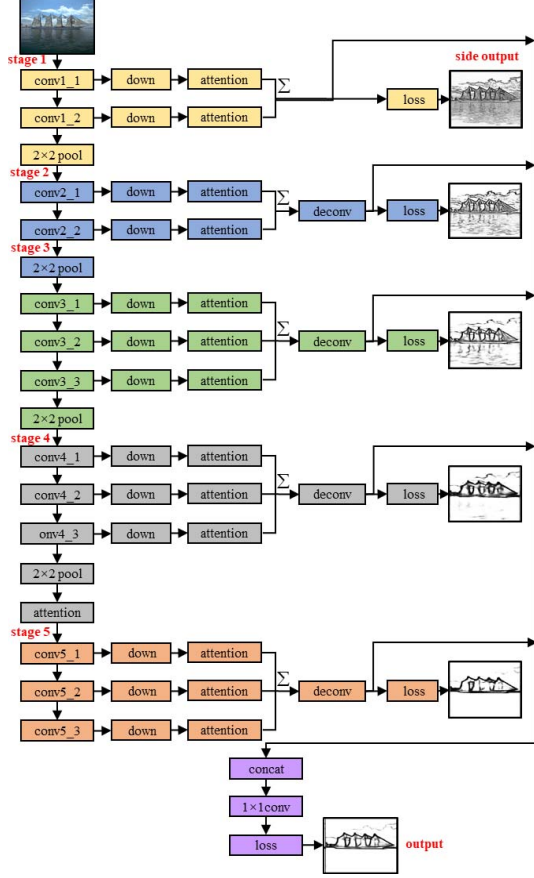 stage 1
side output
conv1_1 down attention Σ loss
conv1_2 down attention
2×2 pool
stage 2
conv2_1 down attention Σ deconv loss
conv2_2 down attention
stage 3
2×2 pool
conv3_1 down attention
conv3_2 down attention Σ deconv loss
conv3_3 down attention
2×2 pool
stage 4
conv4_1 down attention
conv4_2 down attention Σ deconv loss
onv4_3 down attention
2×2 pool
attention
stage 5
conv5_1 down attention
conv5_2 down attention Σ deconv loss
conv5_3 down attention
concat
1×1conv
loss
output